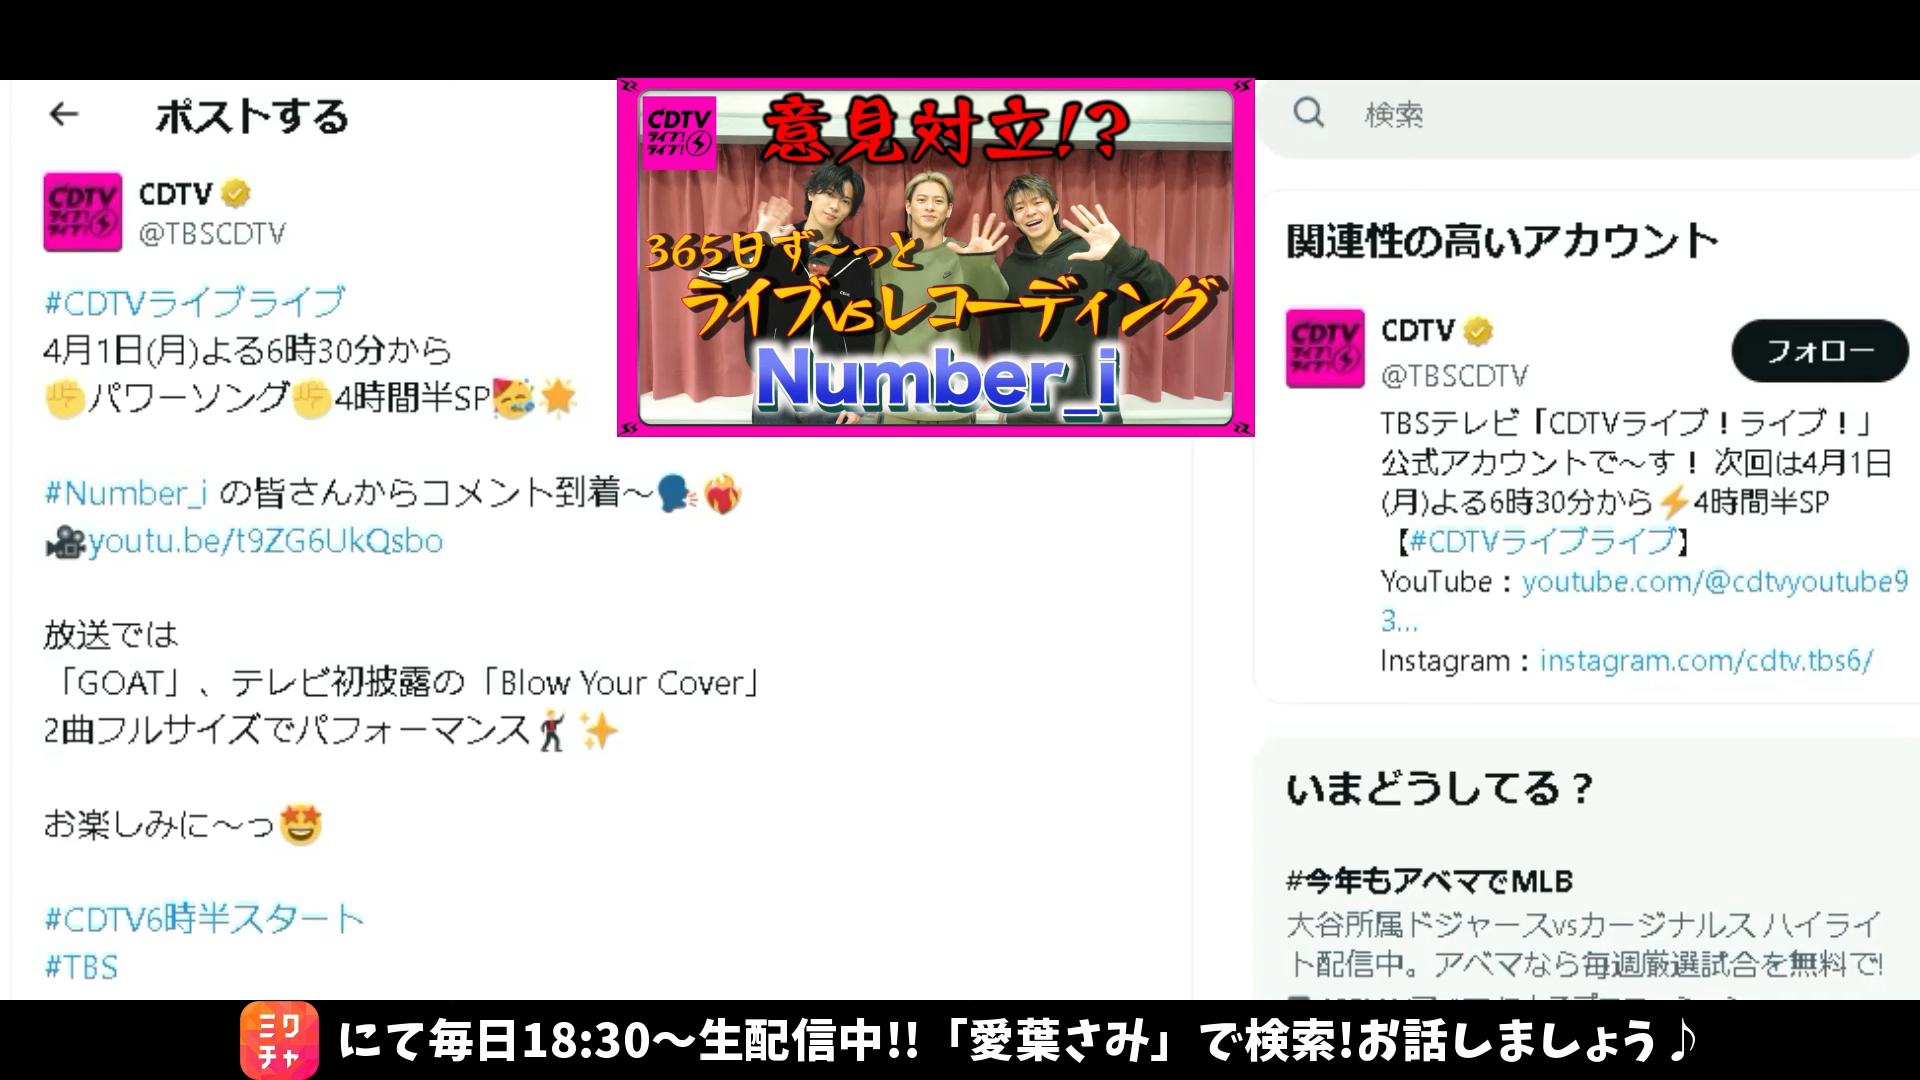 ポストする
CDTV
@TBSCDTV
#CDTVライブライブ
4月1日(月)よる6時30分から
パワーソング4時間半SP
#Number_i の皆さんからコメント到着～
youtu.be/t9ZG6UkQsbo
放送では
「GOAT」、テレビ初披露の「Blow Your Cover」
2曲フルサイズでパフォーマンス
お楽しみに～っ
#CDTV6時半スタート
#TBS
CDTV
ライブ!
ライブ!
意見対立!?
365日ず～っと
ライブvsレコーディング
Number_i
検索
関連性の高いアカウント
CDTV
@TBSCDTV
フォロー
TBSテレビ「CDTVライブ！ライブ！」
公式アカウントで～す！ 次回は4月1日
(月)よる6時30分から⚡4時間半SP
【#CDTVライブライブ】
YouTube：youtube.com/@cdtvyoutube9
3…
Instagram：instagram.com/cdtv.tbs6/
いまどうしてる？
#今年もアベマでMLB
大谷所属ドジャースvsカージナルス ハイライ
ト配信中。アベマなら毎週厳選試合を無料で!
ミクチャ にて毎日18:30～生配信中!!「愛葉さみ」で検索!お話しましょう♪